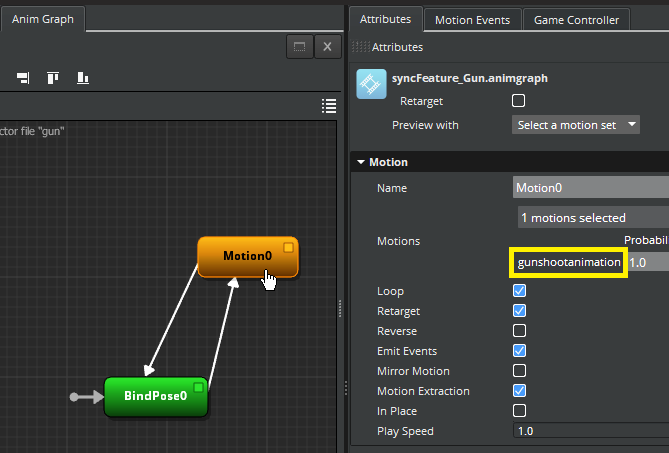 Anim Graph
ctor file "gun"
Motion0
BindPose0
Attributes
Motion Events
Game Controller
Attributes
syncFeature_Gun.animgraph
Retarget
Preview with
Select a motion set
Motion
Name
Motion0
1 motions selected
Motions
Probabil
gunshootanimation
1.0
Loop
Retarget
Reverse
Emit Events
Mirror Motion
Motion Extraction
In Place
Play Speed
1.0